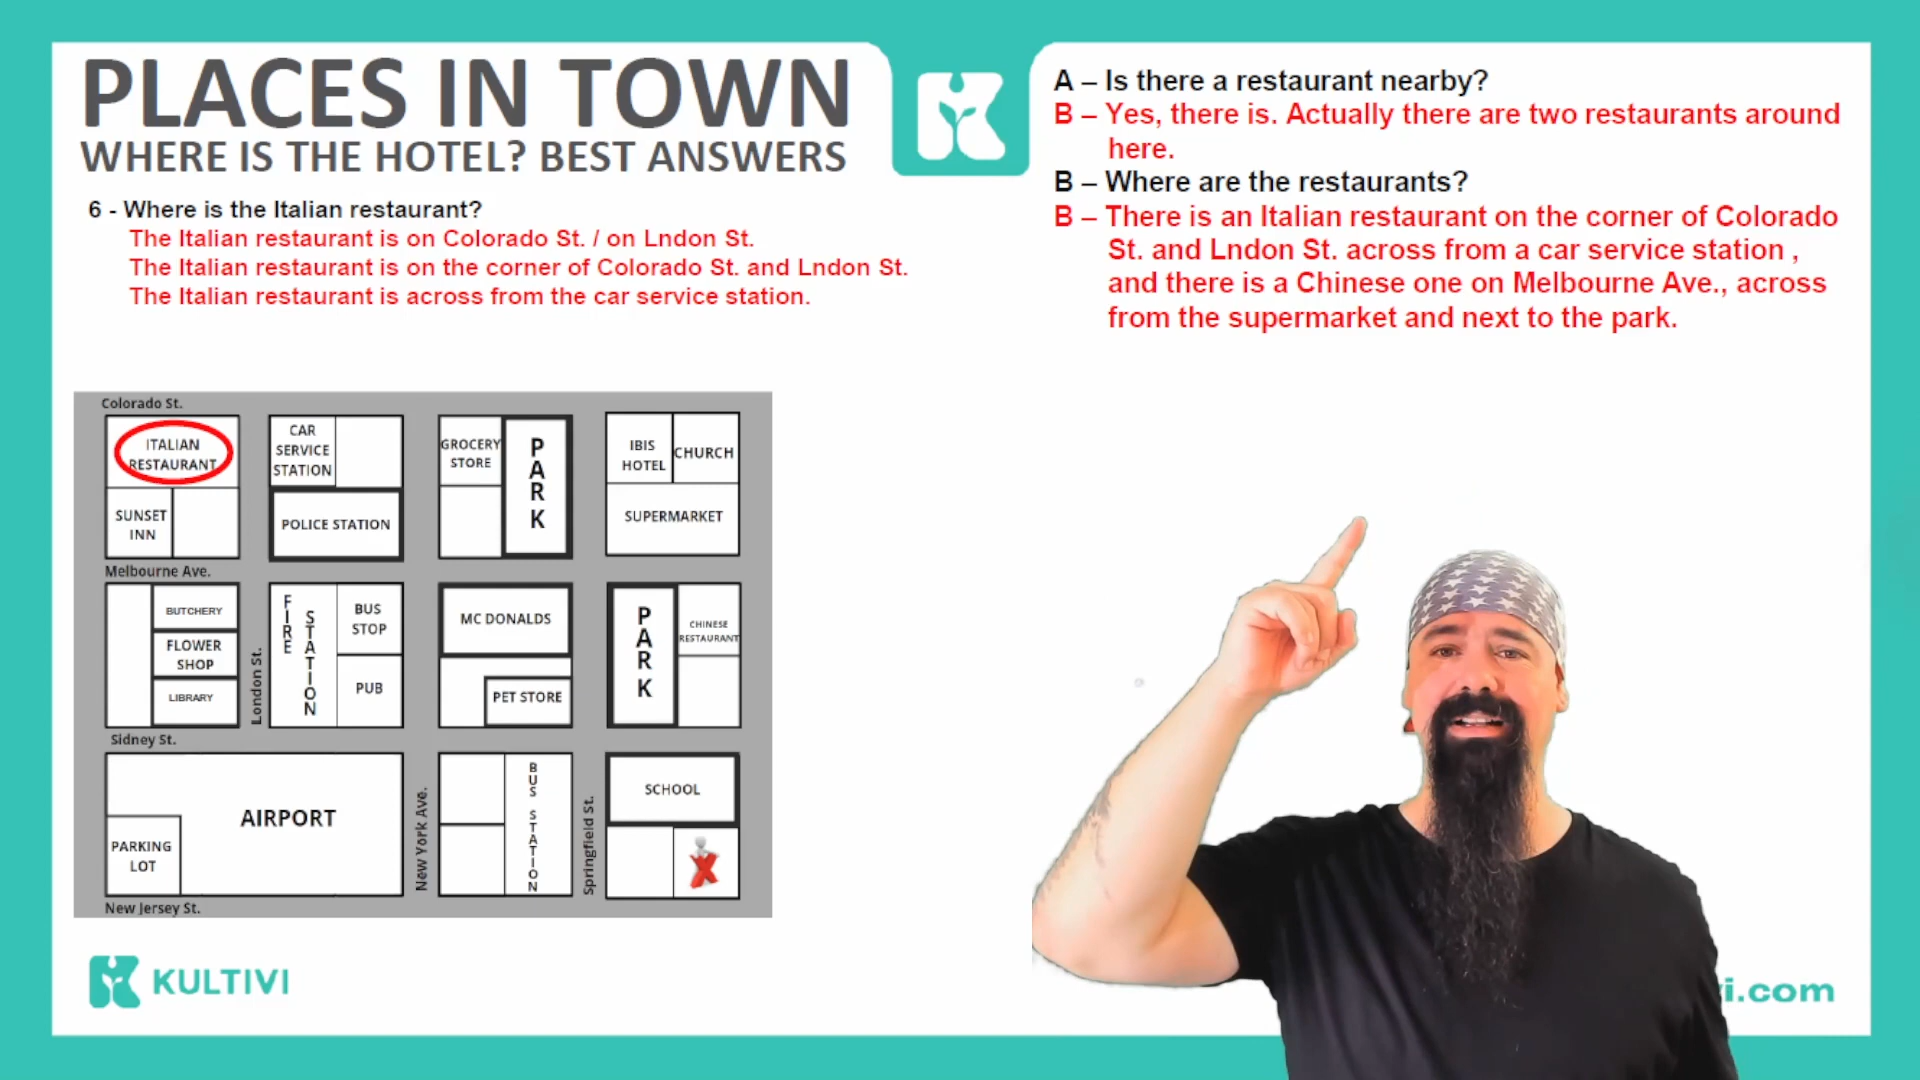 PLACES IN TOWN
WHERE IS THE HOTEL? BEST ANSWERS
6 - Where is the Italian restaurant?
The Italian restaurant is on Colorado St. / on Lndon St.
The Italian restaurant is on the corner of Colorado St. and Lndon St.
The Italian restaurant is across from the car service station.
A – Is there a restaurant nearby?
B – Yes, there is. Actually there are two restaurants around
here.
B – Where are the restaurants?
B – There is an Italian restaurant on the corner of Colorado
St. and Lndon St. across from a car service station ,
and there is a Chinese one on Melbourne Ave., across
from the supermarket and next to the park.
Colorado St.
ITALIAN
RESTAURANT
CAR
SERVICE
STATION
GROCERY
STORE
PARK
IBIS
HOTEL
CHURCH
SUNSET
INN
POLICE STATION
SUPERMARKET
Melbourne Ave.
BUTCHERY
FLOWER
SHOP
LIBRARY
London St.
FIRE
STATION
BUS
STOP
PUB
MC DONALDS
PET STORE
PARK
CHINESE
RESTAURANT
Sidney St.
AIRPORT
PARKING
LOT
New York Ave.
BUS STATION
Springfield St.
SCHOOL
X
New Jersey St.
KULTIVI
vi.com